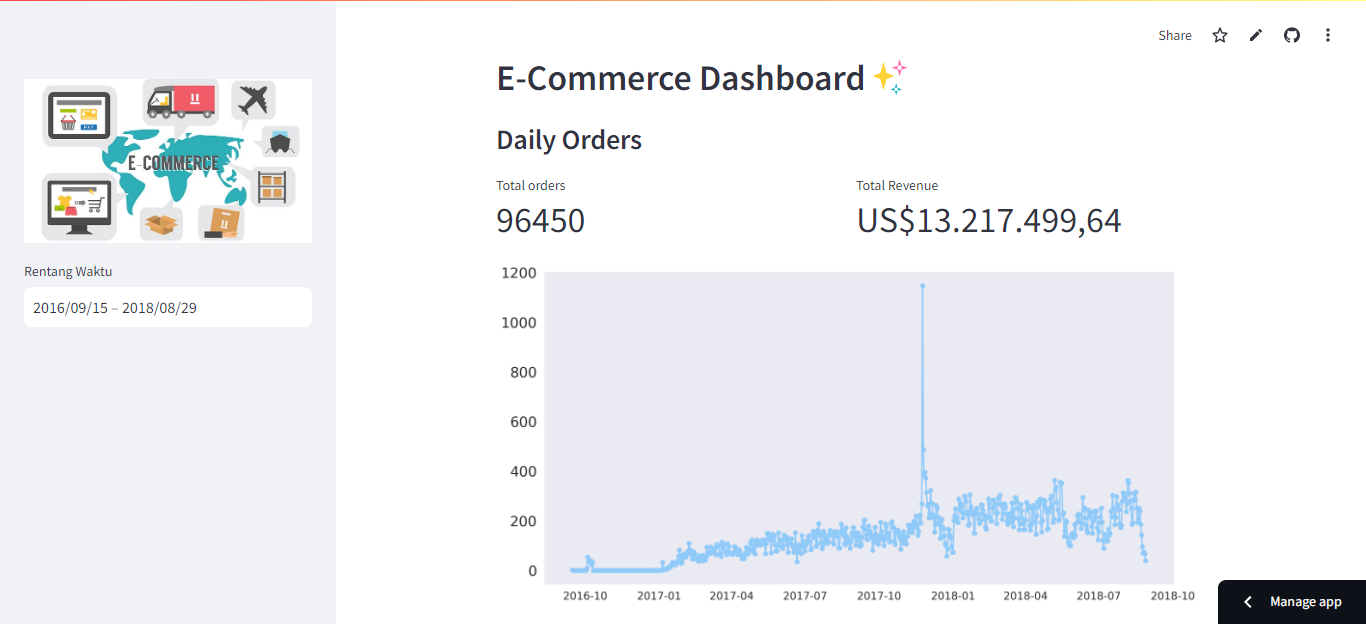 Share
E-COMMERCE
Rentang Waktu
2016/09/15 – 2018/08/29
E-Commerce Dashboard
Daily Orders
Total orders
Total Revenue
96450
US$13.217.499,64
1200
1000
800
600
400
200
0
2016-10 2017-01 2017-04 2017-07 2017-10 2018-01 2018-04 2018-07 2018-10
Manage app